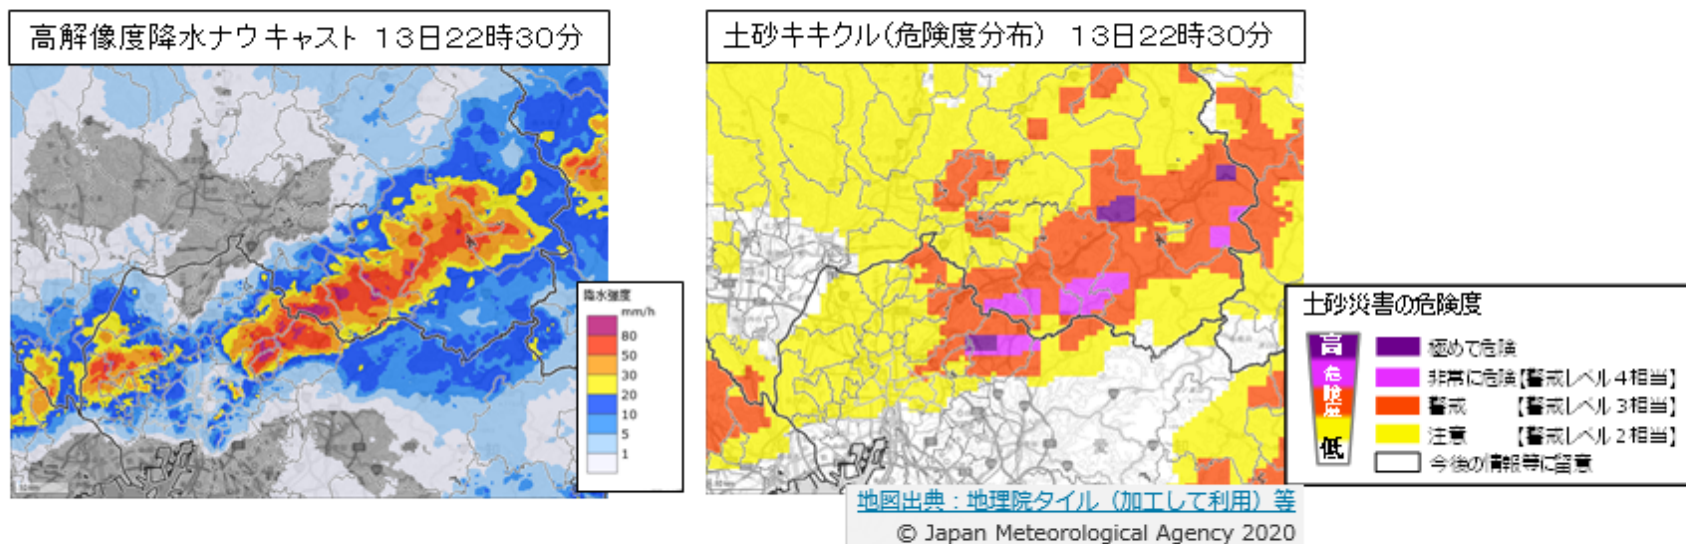 高解像度降水ナウキャスト 13日22時30分
降水強度
mm/h
80
50
30
20
10
5
1
土砂キキクル(危険度分布) 13日22時30分
土砂災害の危険度
高
危険度
低
極めて危険
非常に危険【警戒レベル4相当】
警戒 【警戒レベル3相当】
注意 【警戒レベル2相当】
今後の情報等に留意
地図出典:地理院タイル(加工して利用)等
© Japan Meteorological Agency 2020